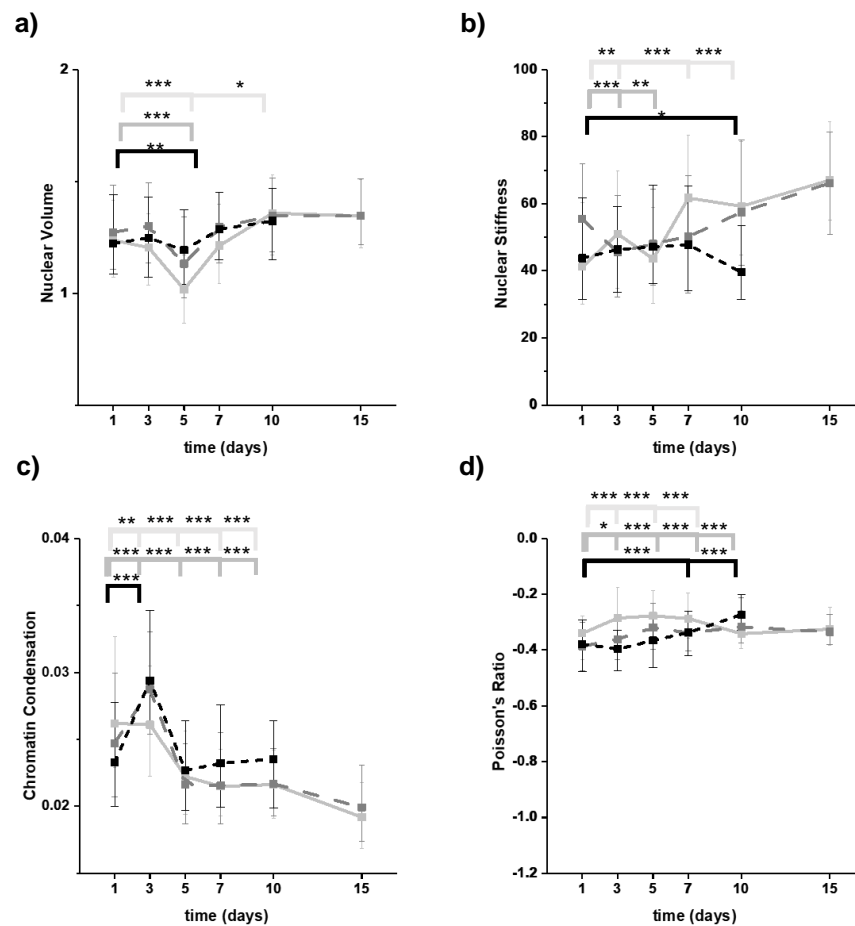 a)
*** *
***
**
2
1
Nuclear Volume
1 3 5 7 10 15
time (days)
b)
** *** ***
*** **
*
100
80
60
40
20
0
Nuclear Stiffness
1 3 5 7 10 15
time (days)
c)
** *** *** ***
*** *** *** ***
***
0.04
0.03
0.02
Chromatin Condensation
1 3 5 7 10 15
time (days)
d)
*** *** ***
* *** *** ***
*** ***
0.0
-0.2
-0.4
-0.6
-0.8
-1.0
-1.2
Poisson's Ratio
1 3 5 7 10 15
time (days)